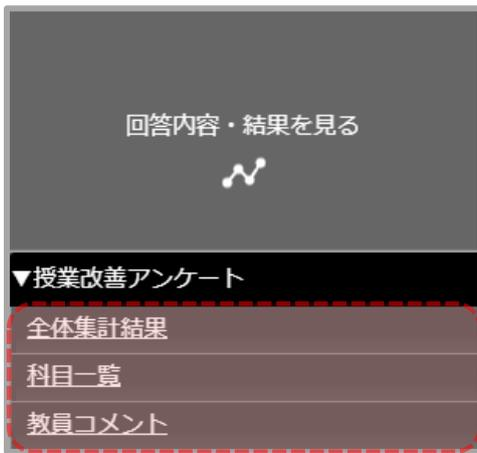 回答内容・結果を見る
▼授業改善アンケート
全体集計結果
科目一覧
教員コメント